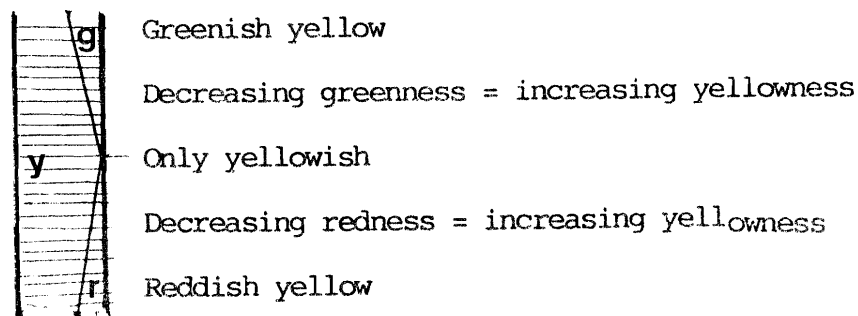 g Greenish yellow
Decreasing greenness = increasing yellowness
y Only yellowish
Decreasing redness = increasing yellowness
r Reddish yellow